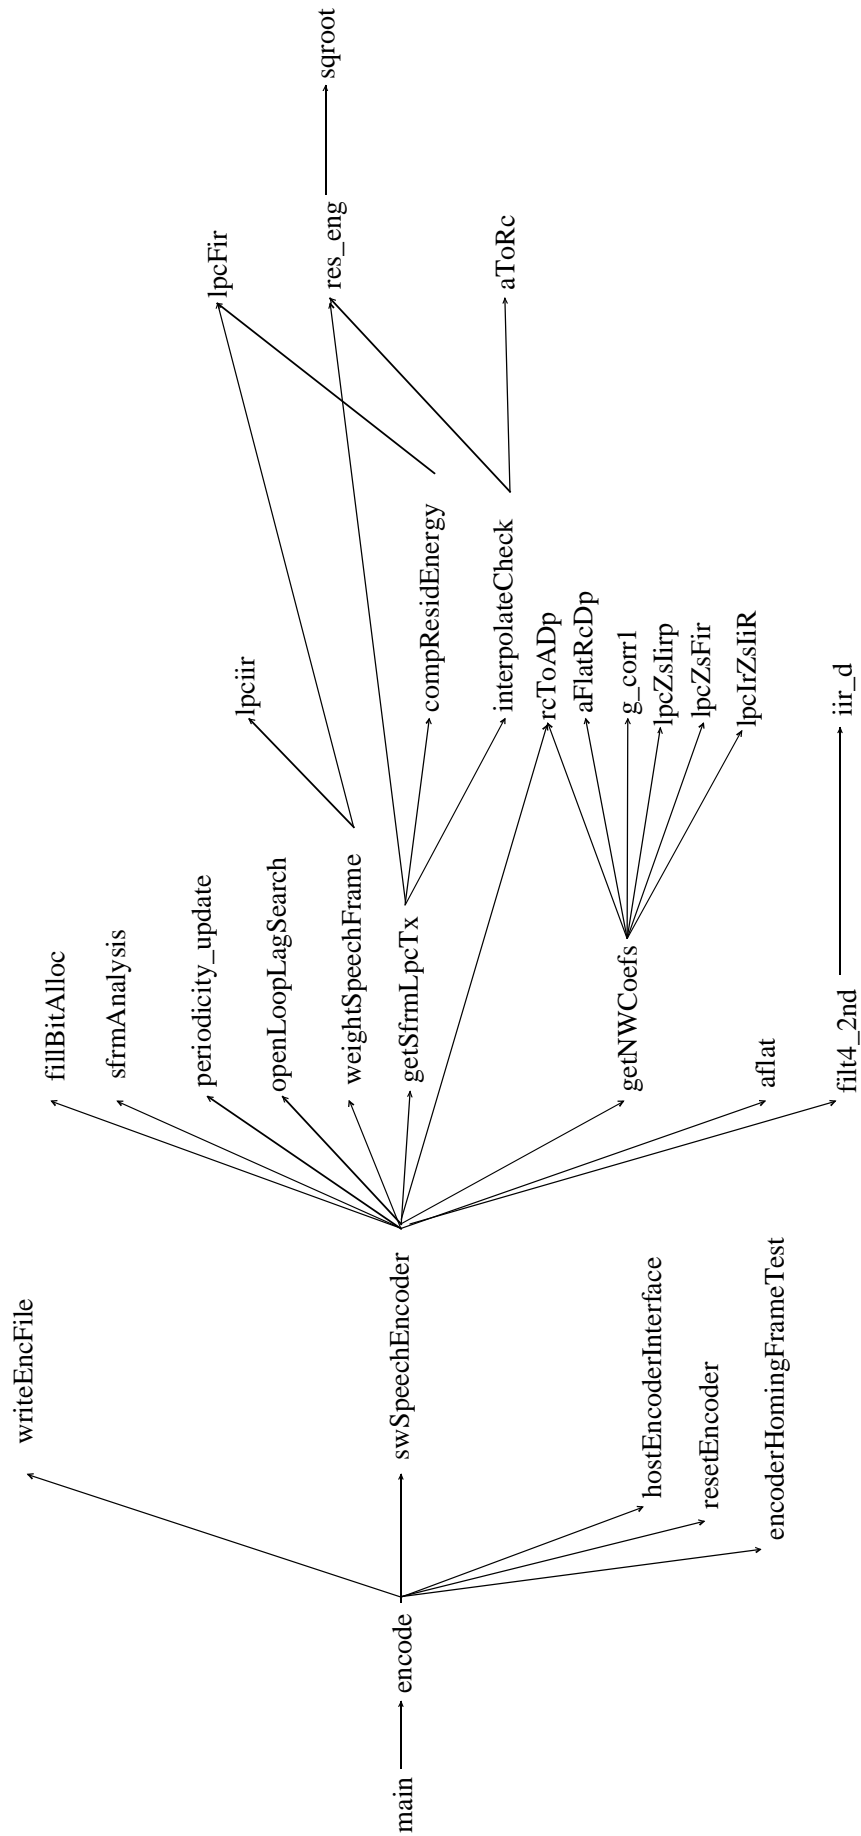 main
encode
writeEncFile
swSpeechEncoder
hostEncoderInterface
resetEncoder
encoderHomingFrameTest
fillBitAlloc
sfrmAnalysis
periodicity_update
openLoopLagSearch
weightSpeechFrame
getSfrmLpcTx
getNWCoefs
aflat
filt4_2nd
lpciir
compResidEnergy
interpolateCheck
rcToADp
aFlatRcDp
g_corr1
lpcZsIirp
lpcZsFir
lpcIrZsIiR
iir_d
lpcFir
res_eng
aToRc
sqroot